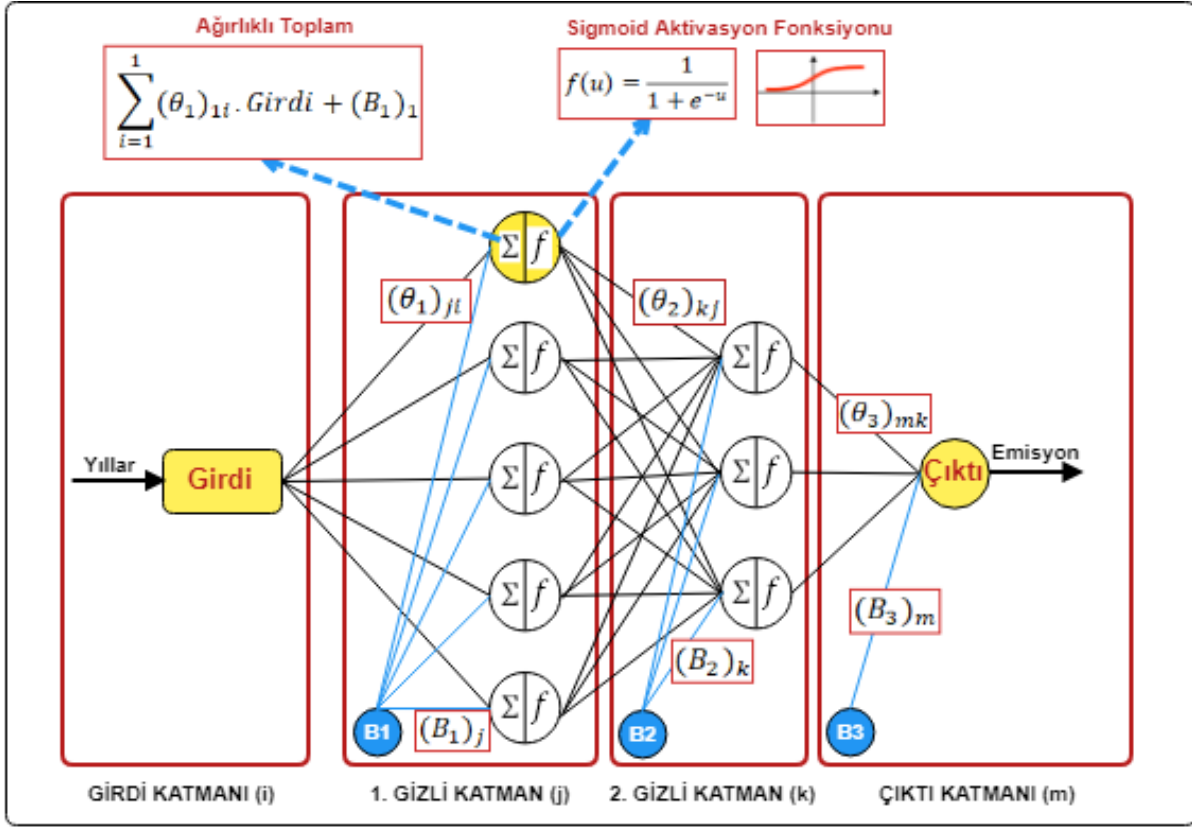 Ağırlıklı Toplam
Sigmoid Aktivasyon Fonksiyonu
\sum_{i=1}^{1}(θ₁)₁ᵢ . Girdi + (B₁)₁
f(u) = \frac{1}{1 + e^{-u}}
Σ f
(θ₁)ⱼᵢ
(θ₂)ₖⱼ
Σ f
Σ f
(θ₃)ₘₖ
Yıllar
Girdi
Σ f
Σ f
Çıktı
Emisyon
Σ f
Σ f
(B₃)ₘ
(B₂)ₖ
Σ f
B1
(B₁)ⱼ
B2
B3
GİRDİ KATMANI (i)
1. GİZLİ KATMAN (j)
2. GİZLİ KATMAN (k)
ÇIKTI KATMANI (m)